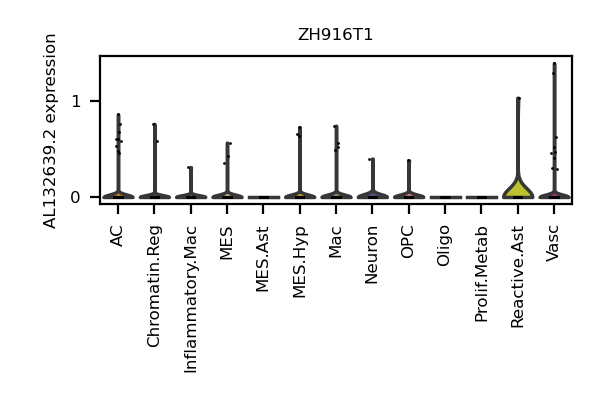 ZH916T1
AL132639.2 expression
1
0
AC
Chromatin.Reg
Inflammatory.Mac
MES
MES.Ast
MES.Hyp
Mac
Neuron
OPC
Oligo
Prolif.Metab
Reactive.Ast
Vasc